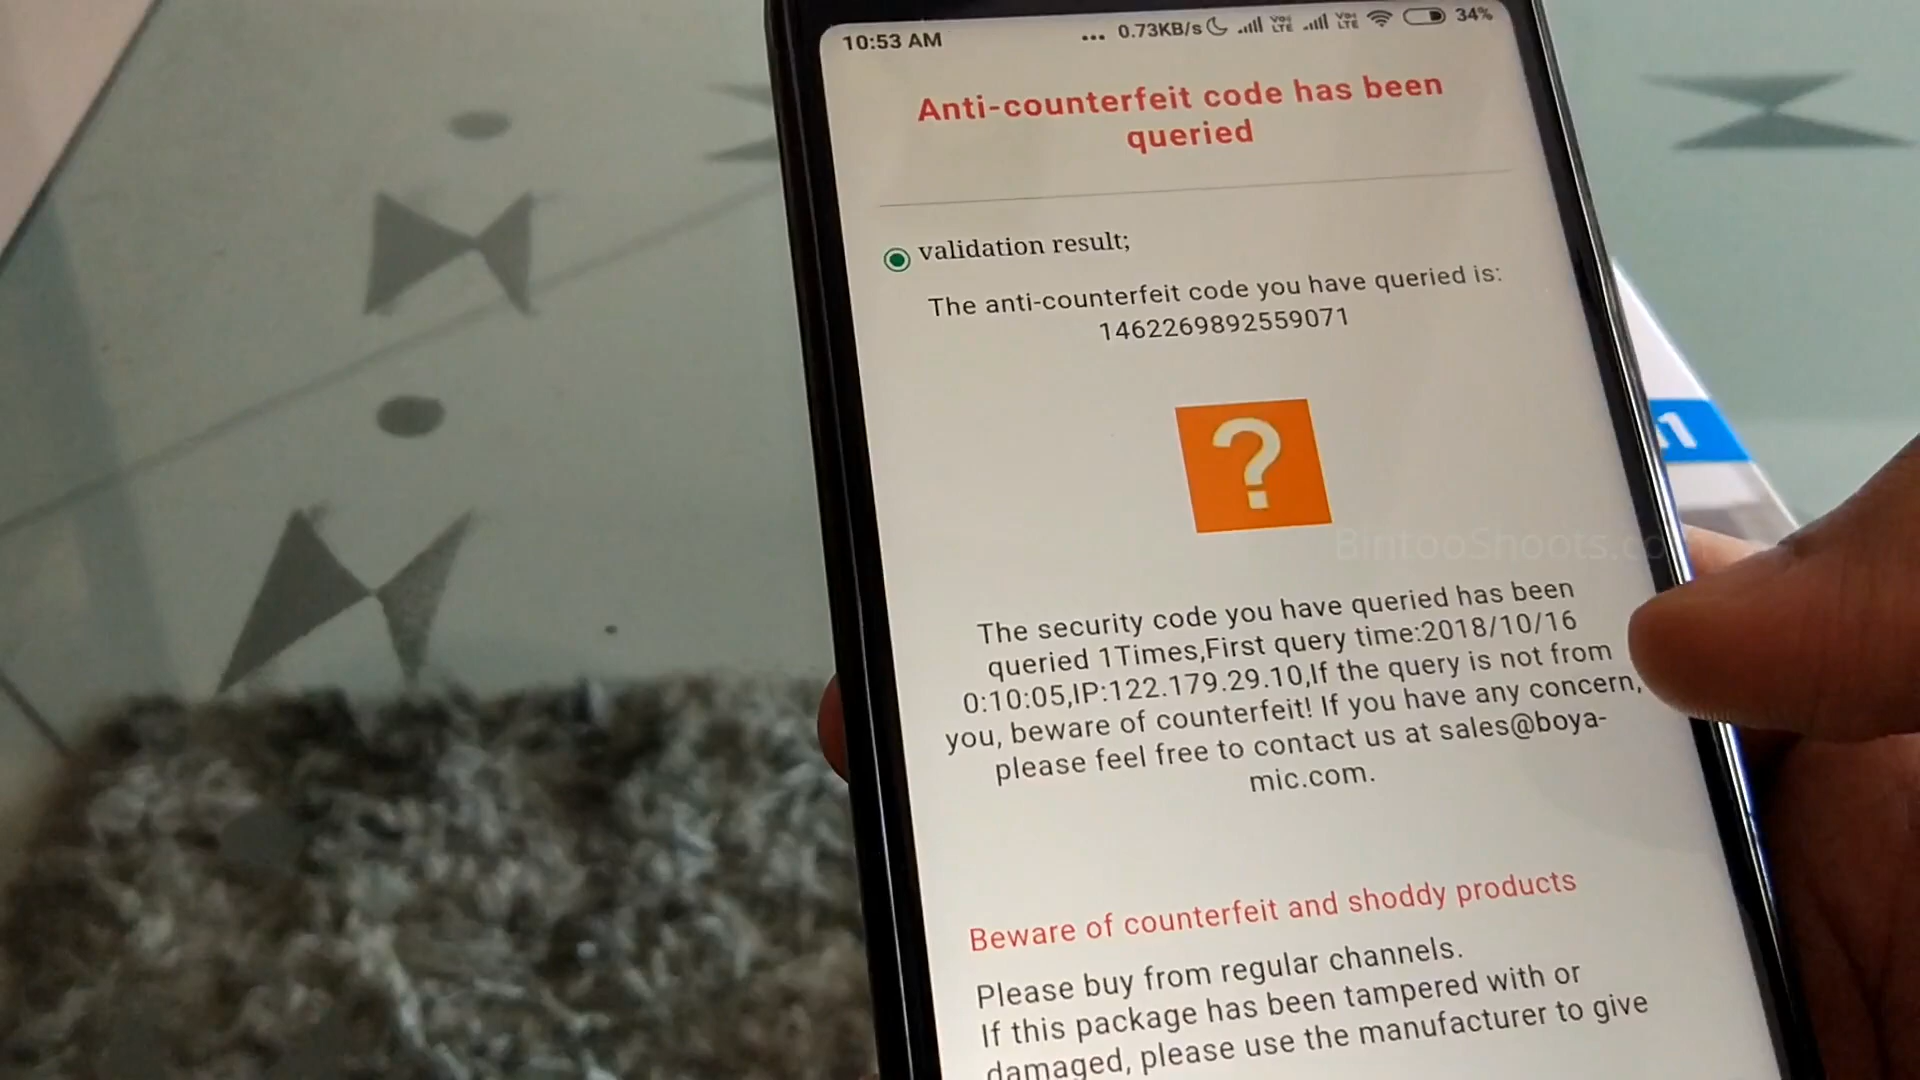 10:53 AM ... 0.73KB/s VoLTE VoLTE 34%
Anti-counterfeit code has been
queried
validation result;
The anti-counterfeit code you have queried is:
1462269892559071
?
BintooShoots.co
The security code you have queried has been
queried 1Times,First query time:2018/10/16
0:10:05,IP:122.179.29.10,If the query is not from
you, beware of counterfeit! If you have any concern,
please feel free to contact us at sales@boya-
mic.com.
Beware of counterfeit and shoddy products
Please buy from regular channels.
If this package has been tampered with or
damaged, please use the manufacturer to give